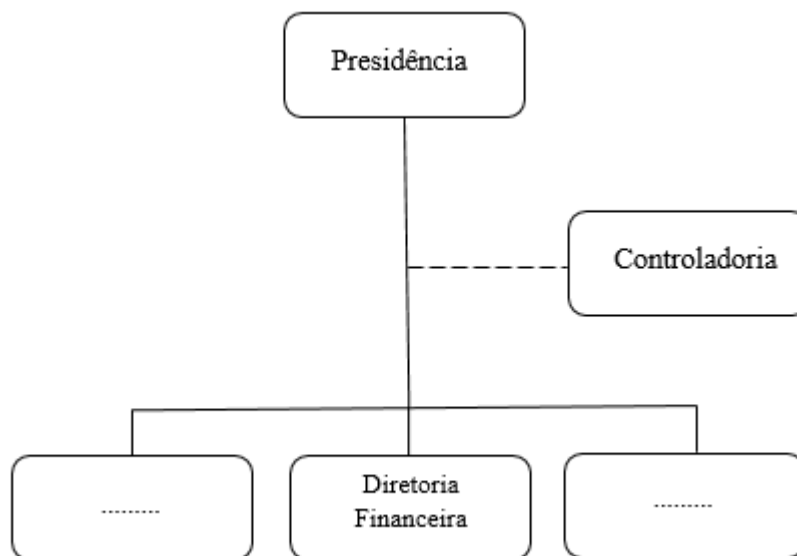 Presidência
Controladoria
.........
Diretoria
Financeira
.........